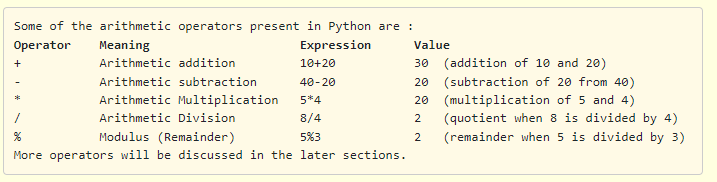 Some of the arithmetic operators present in Python are :
Operator Meaning Expression Value
+ Arithmetic addition 10+20 30 (addition of 10 and 20)
- Arithmetic subtraction 40-20 20 (subtraction of 20 from 40)
* Arithmetic Multiplication 5*4 20 (multiplication of 5 and 4)
/ Arithmetic Division 8/4 2 (quotient when 8 is divided by 4)
% Modulus (Remainder) 5%3 2 (remainder when 5 is divided by 3)
More operators will be discussed in the later sections.